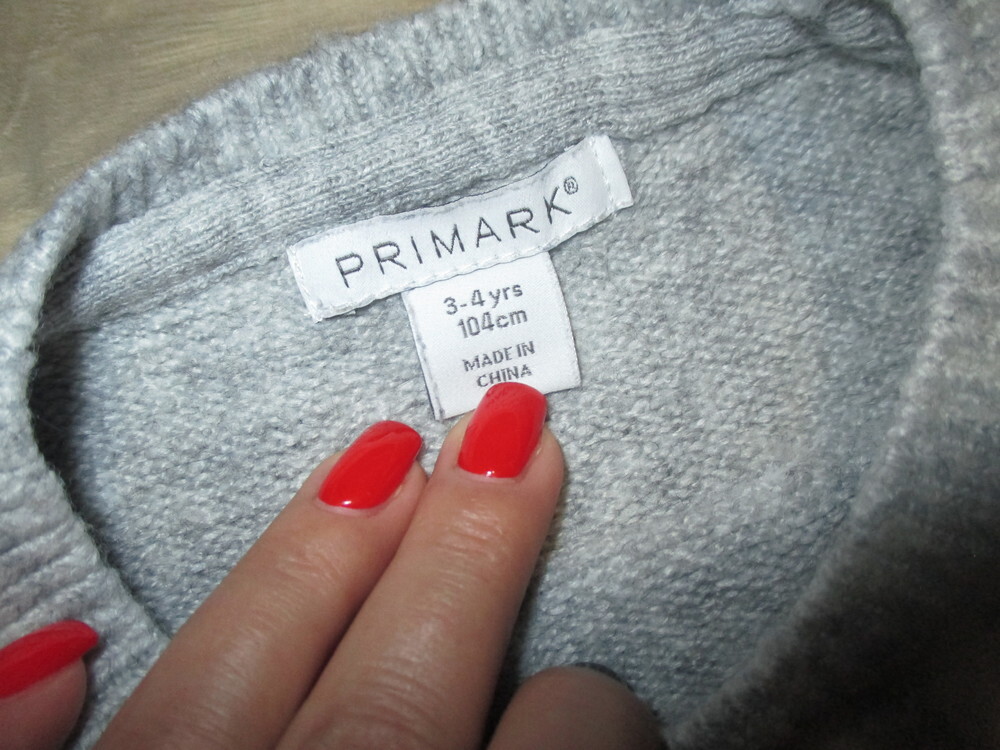 PRIMARK®
3-4 yrs
104cm
MADE IN
CHINA